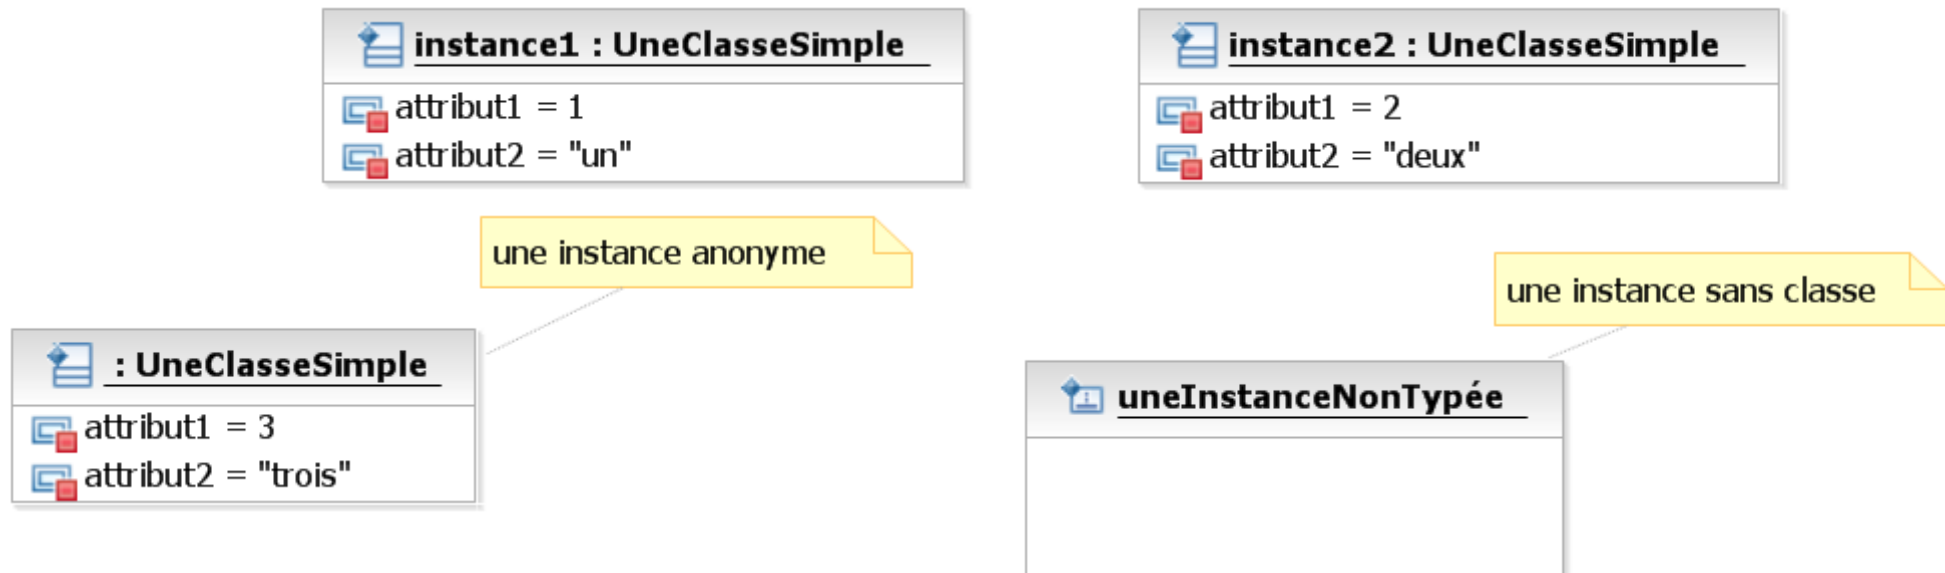 instance1 : UneClasseSimple
attribut1 = 1
attribut2 = "un"
instance2 : UneClasseSimple
attribut1 = 2
attribut2 = "deux"
une instance anonyme
une instance sans classe
: UneClasseSimple
attribut1 = 3
attribut2 = "trois"
uneInstanceNonTypée